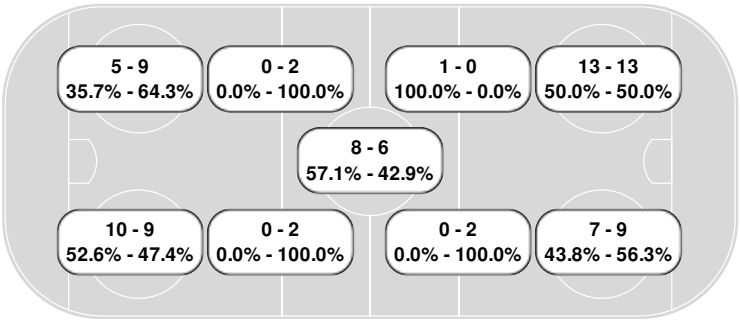 5 - 9
35.7% - 64.3%
0 - 2
0.0% - 100.0%
1 - 0
100.0% - 0.0%
13 - 13
50.0% - 50.0%
8 - 6
57.1% - 42.9%
10 - 9
52.6% - 47.4%
0 - 2
0.0% - 100.0%
0 - 2
0.0% - 100.0%
7 - 9
43.8% - 56.3%